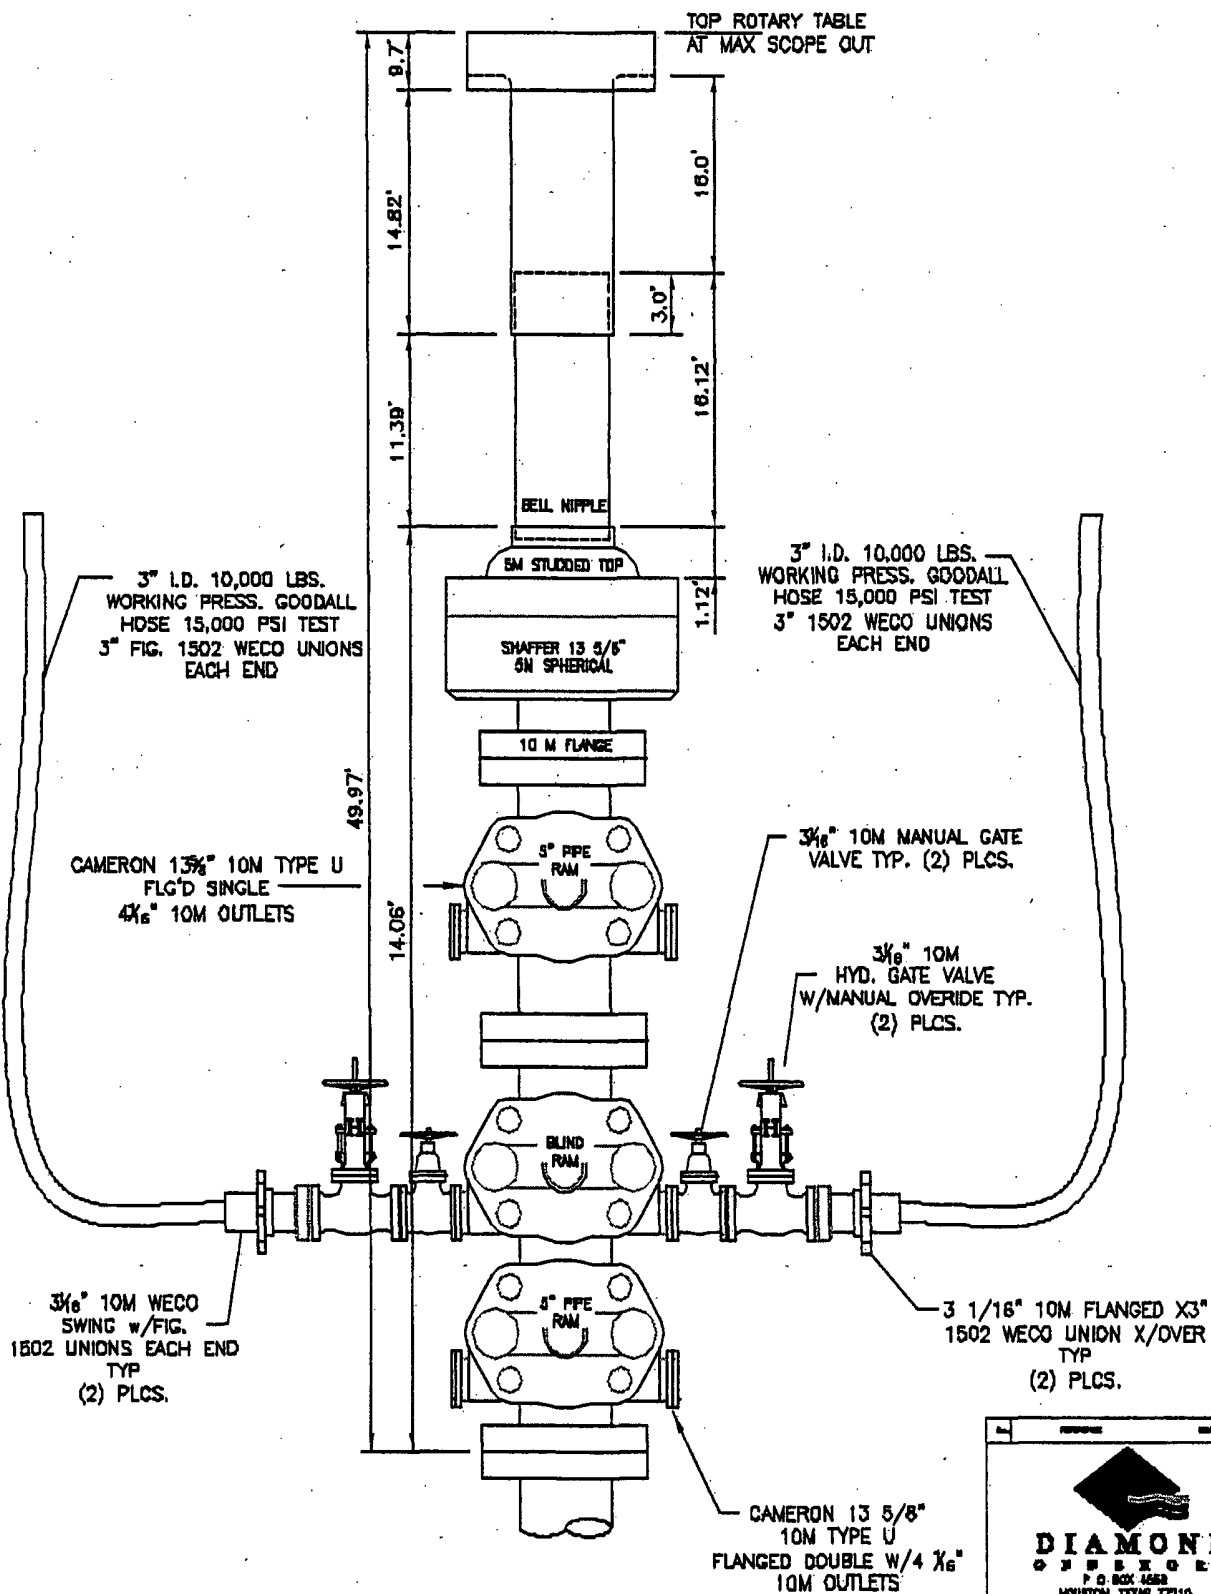 TOP ROTARY TABLE
AT MAX SCOPE OUT
9.7'
14.82'
16.0'
3.0'
16.12'
11.39'
BELL NIPPLE
5M STUDDED TOP
1.12'
SHAFFER 13 5/8"
5M SPHERICAL
3" I.D. 10,000 LBS.
WORKING PRESS. GOODALL
HOSE 15,000 PSI TEST
3" FIG. 1502 WECO UNIONS
EACH END
3" I.D. 10,000 LBS.
WORKING PRESS. GOODALL
HOSE 15,000 PSI TEST
3" 1502 WECO UNIONS
EACH END
10 M FLANGE
49.97'
14.06'
CAMERON 13⅝" 10M TYPE U
FLG'D SINGLE
4 1/16" 10M OUTLETS
5" PIPE
RAM
3 1/16" 10M MANUAL GATE
VALVE TYP. (2) PLCS.
3 1/16" 10M
HYD. GATE VALVE
W/MANUAL OVERIDE TYP.
(2) PLCS.
BLIND
RAM
5" PIPE
RAM
3 1/16" 10M WECO
SWING w/FIG.
1502 UNIONS EACH END
TYP
(2) PLCS.
3 1/16" 10M FLANGED X3"
1502 WECO UNION X/OVER
TYP
(2) PLCS.
CAMERON 13 5/8"
10M TYPE U
FLANGED DOUBLE W/4 1/16"
10M OUTLETS
DIAMON
P O BOX 4558
HOUSTON, TEXAS 77210